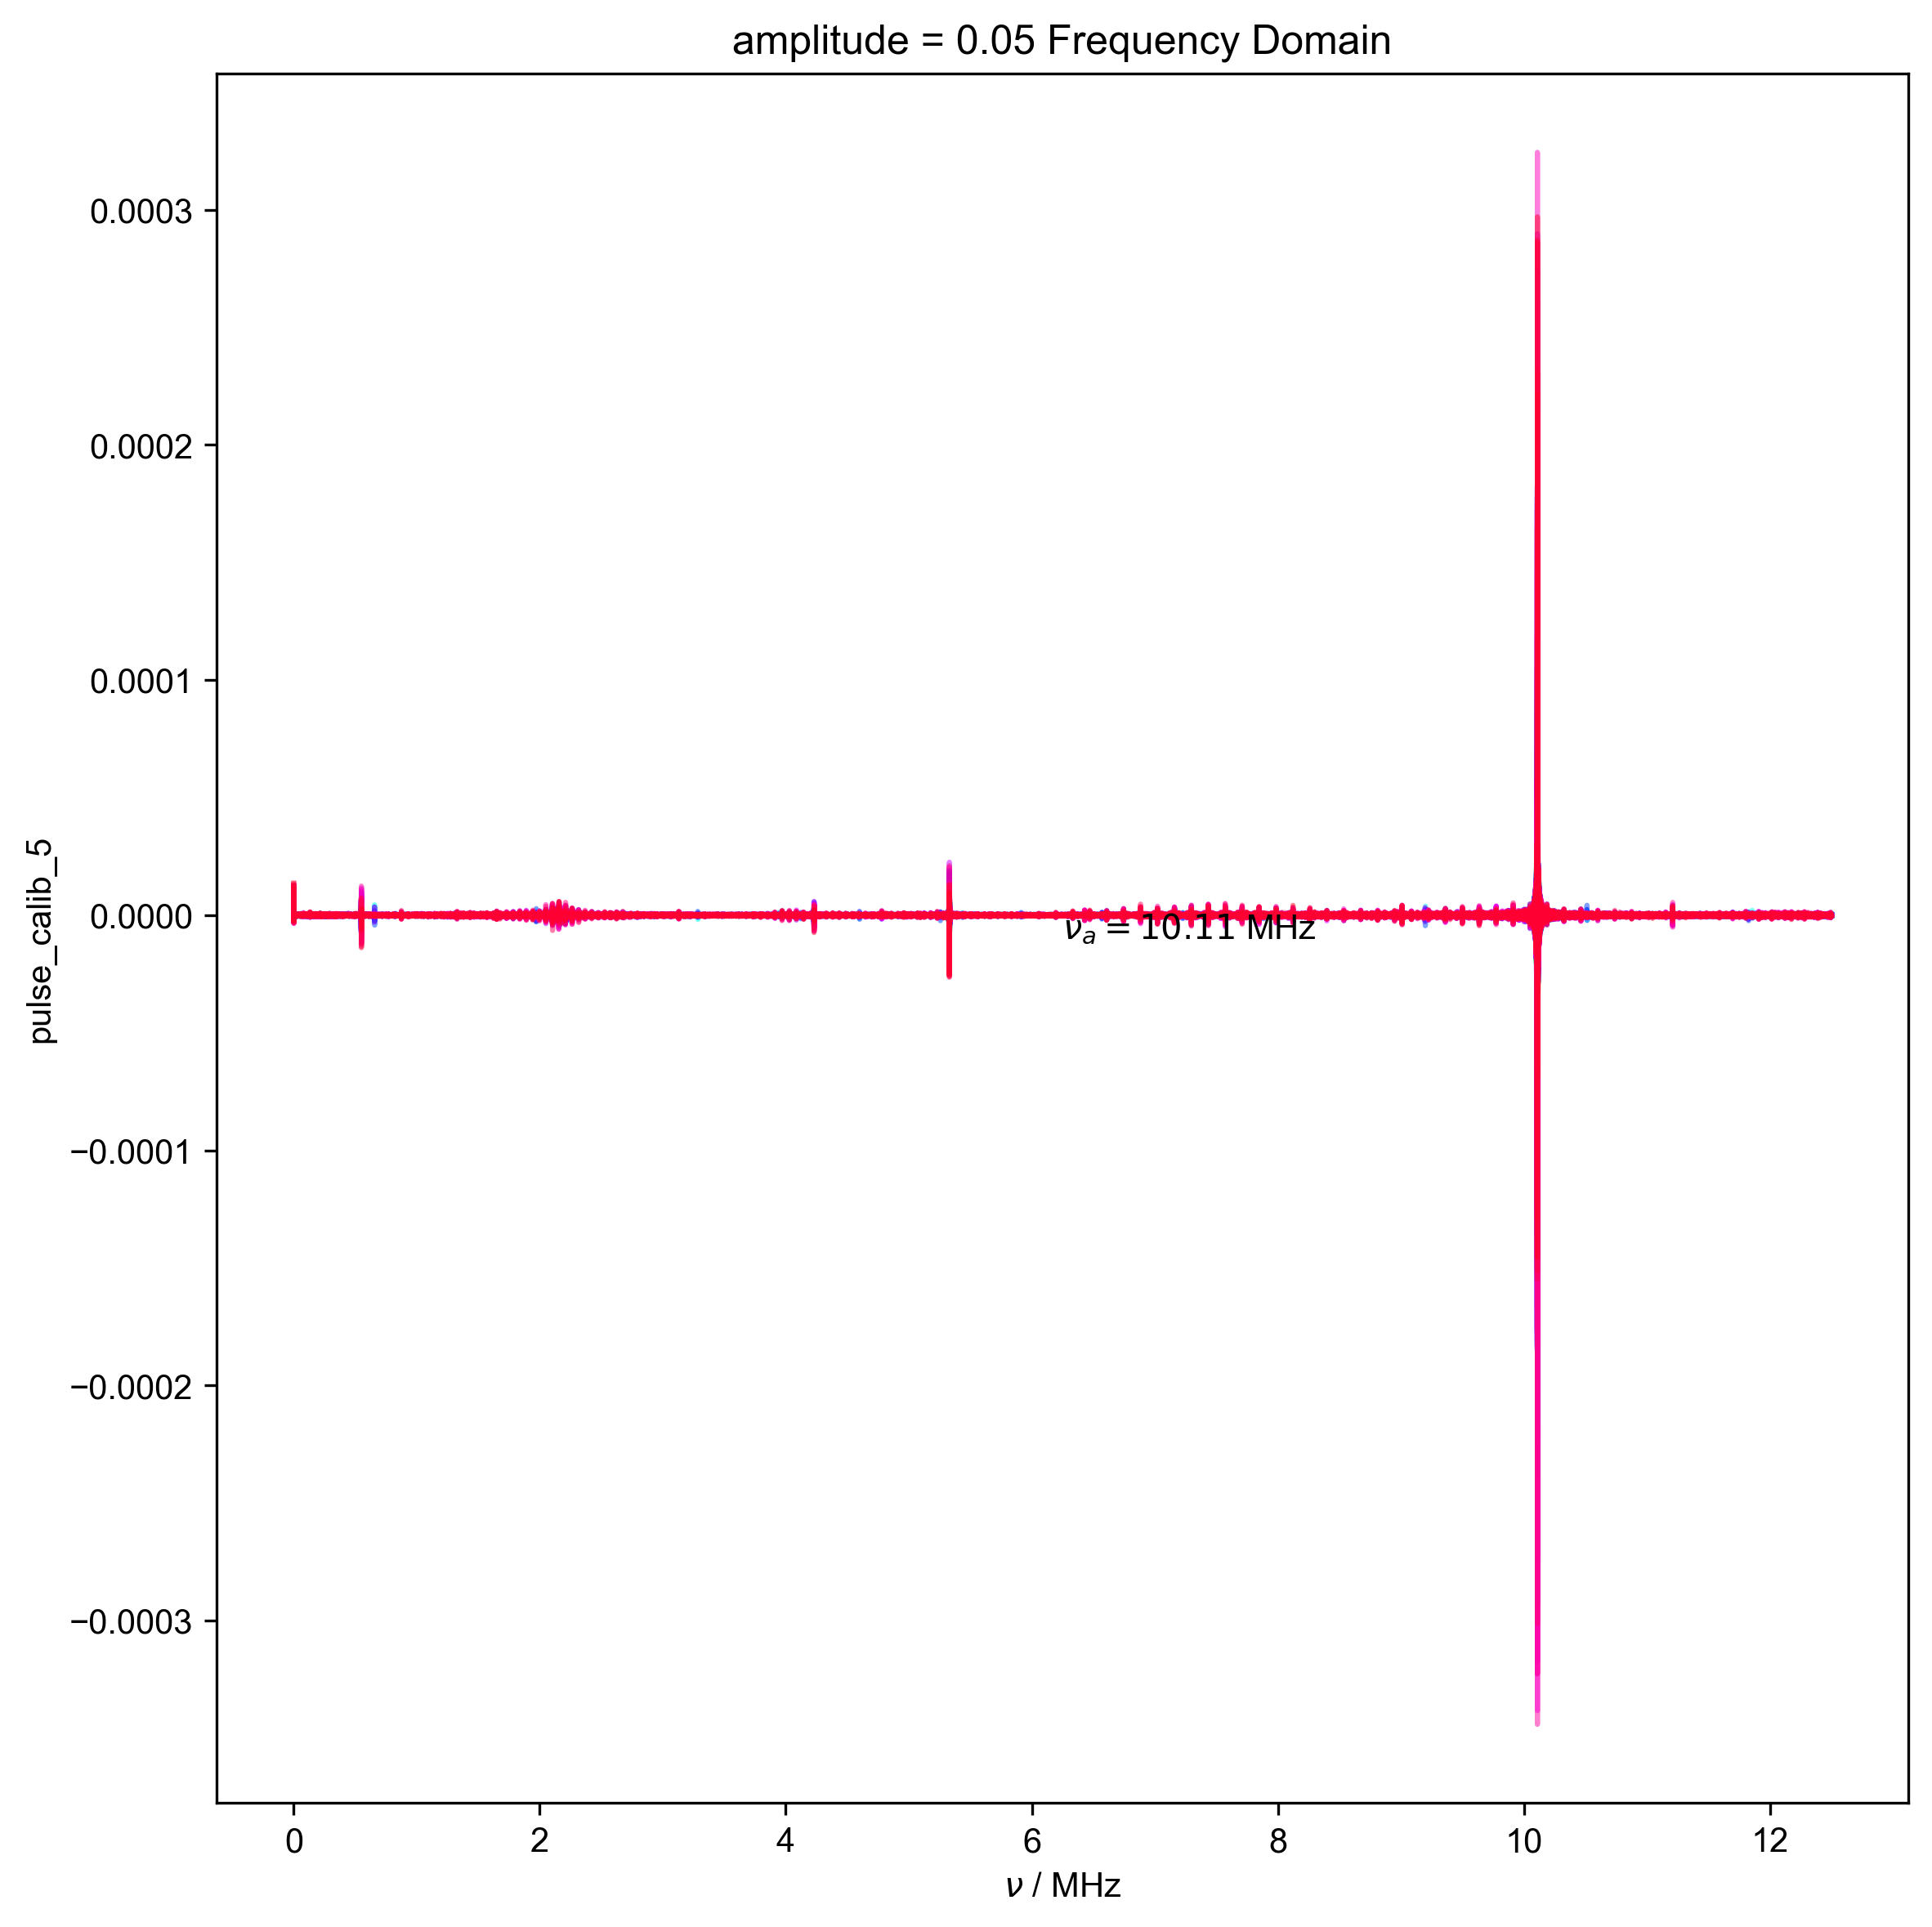 amplitude = 0.05 Frequency Domain
pulse_calib_5
0.0003
0.0002
0.0001
0.0000
−0.0001
−0.0002
−0.0003
ν_a = 10.11 MHz
0 2 4 6 8 10 12
ν / MHz